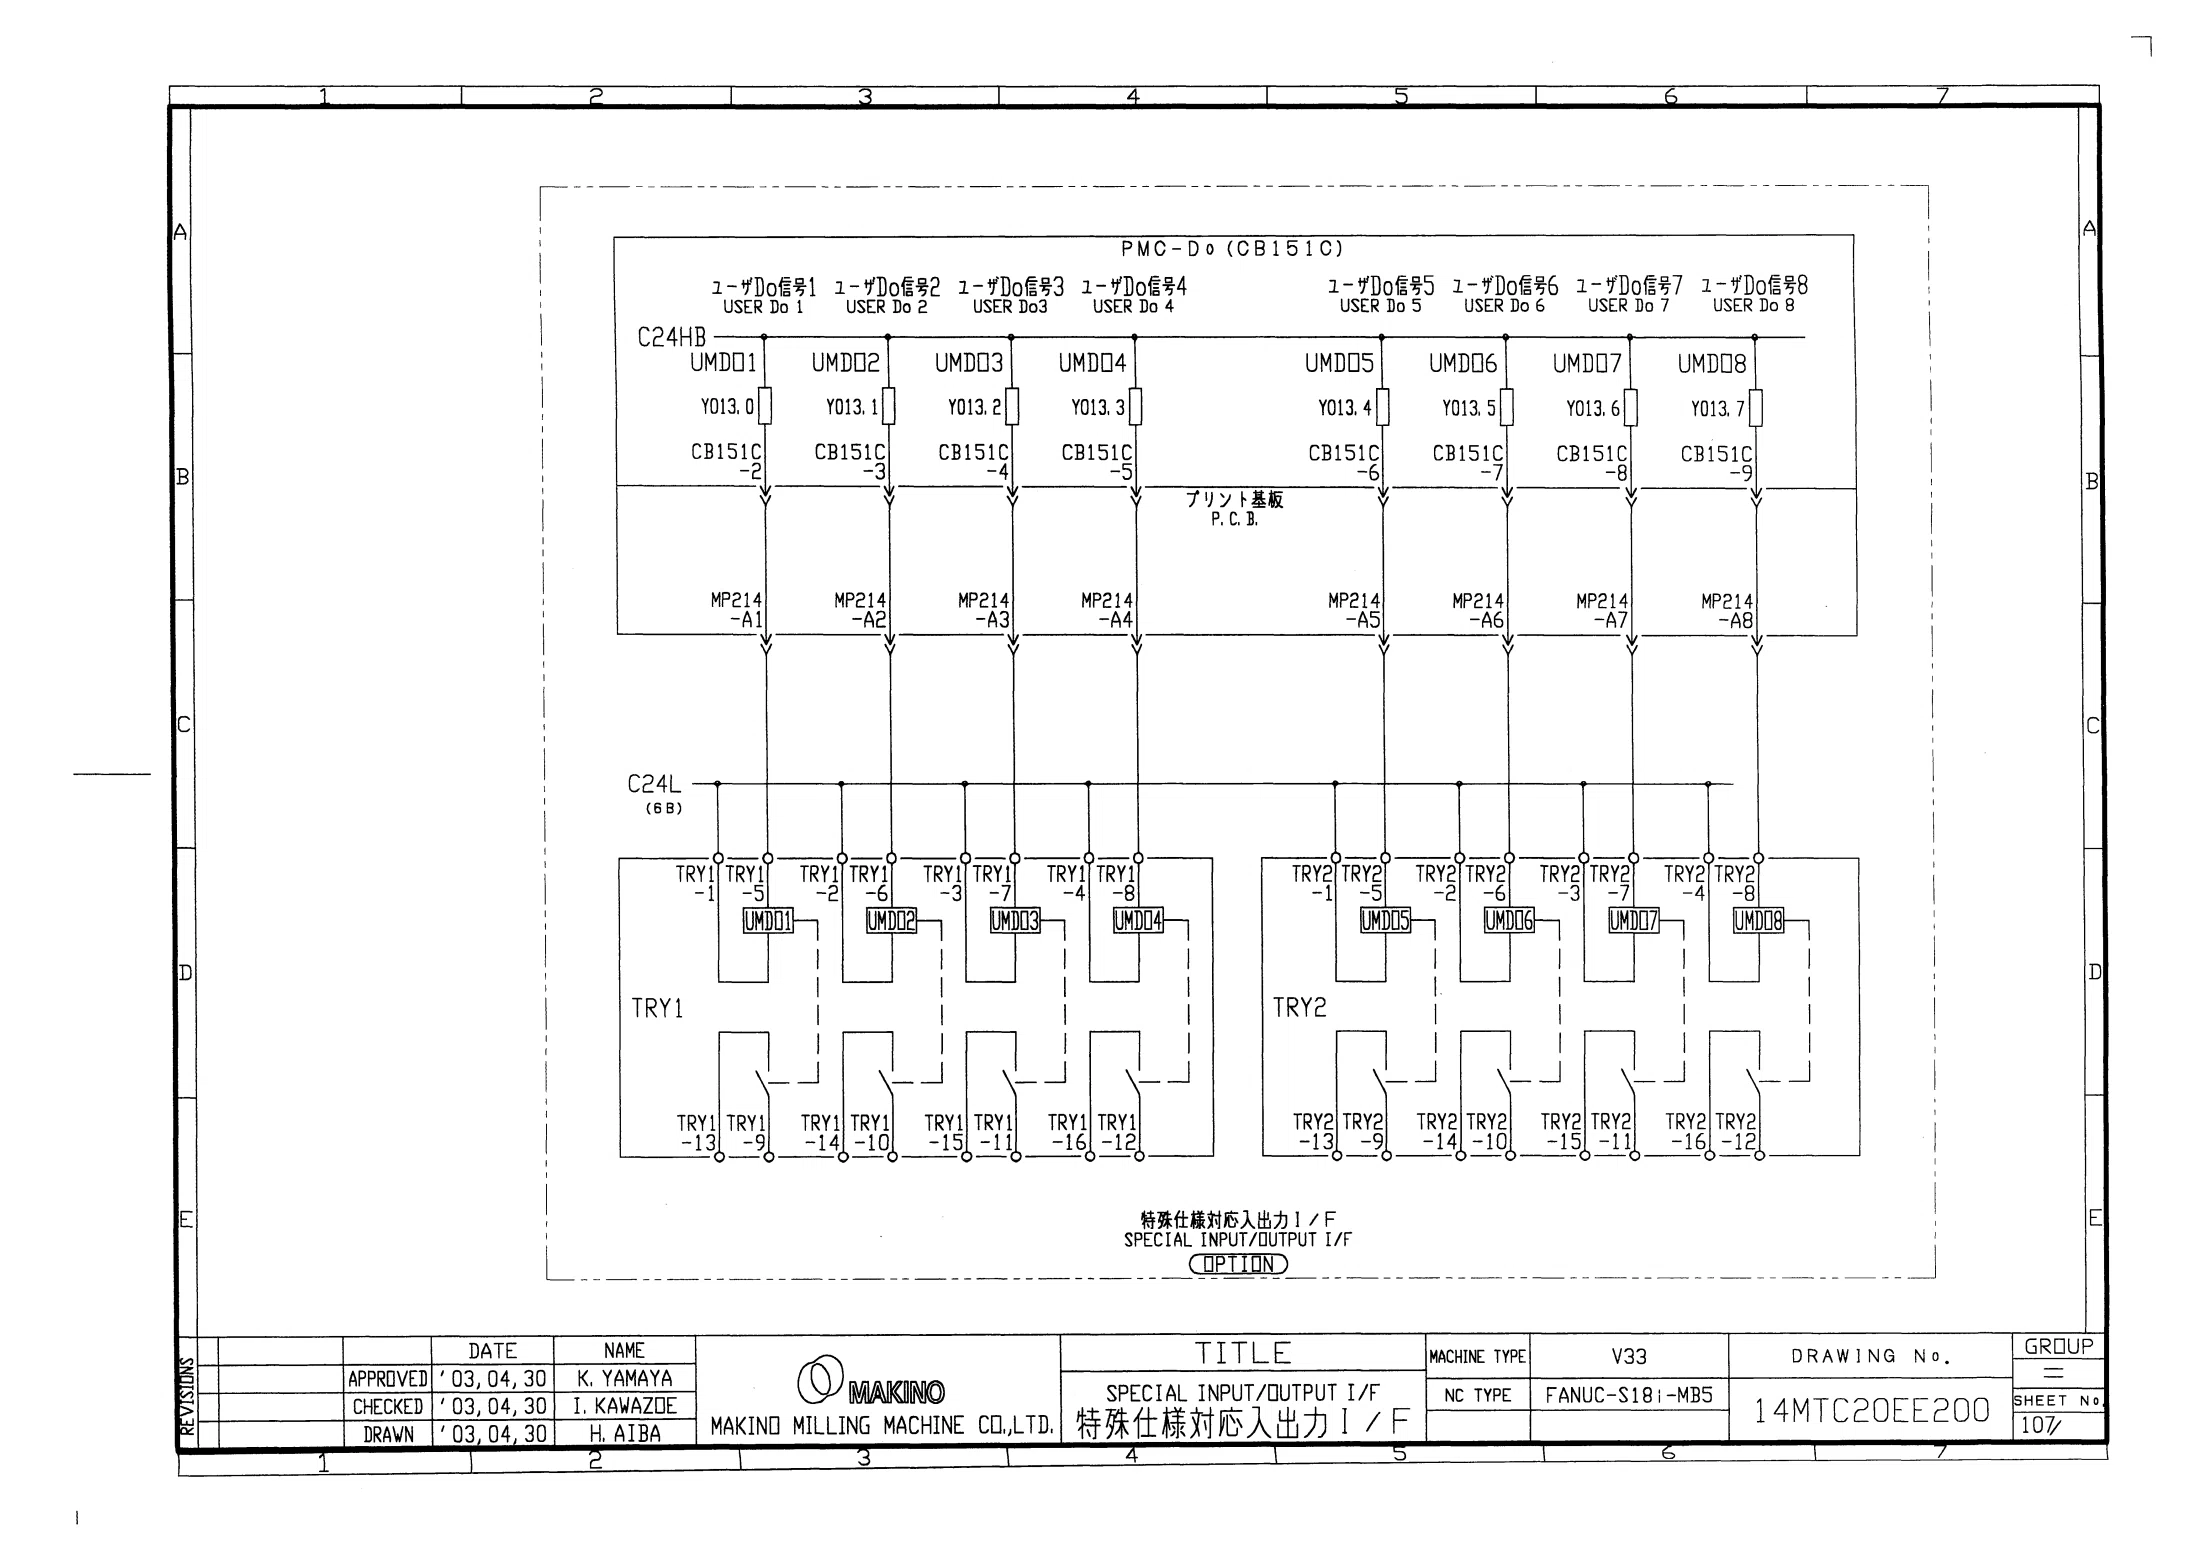 1 2 3 4 5 6 7
A A
PMC-Do (CB151C)
ユーザDo信号1 ユーザDo信号2 ユーザDo信号3 ユーザDo信号4 ユーザDo信号5 ユーザDo信号6 ユーザDo信号7 ユーザDo信号8
USER Do 1 USER Do 2 USER Do3 USER Do 4 USER Do 5 USER Do 6 USER Do 7 USER Do 8
C24HB
UMDO1 UMDO2 UMDO3 UMDO4 UMDO5 UMDO6 UMDO7 UMDO8
Y013.0 Y013.1 Y013.2 Y013.3 Y013.4 Y013.5 Y013.6 Y013.7
CB151C CB151C CB151C CB151C CB151C CB151C CB151C CB151C
-2 -3 -4 -5 -6 -7 -8 -9
B B
プリント基板
P.C.B.
MP214 MP214 MP214 MP214 MP214 MP214 MP214 MP214
-A1 -A2 -A3 -A4 -A5 -A6 -A7 -A8
C C
C24L
(6B)
TRY1 TRY1 TRY1 TRY1 TRY1 TRY1 TRY1 TRY1 TRY2 TRY2 TRY2 TRY2 TRY2 TRY2 TRY2 TRY2
-1 -5 -2 -6 -3 -7 -4 -8 -1 -5 -2 -6 -3 -7 -4 -8
UMDO1 UMDO2 UMDO3 UMDO4 UMDO5 UMDO6 UMDO7 UMDO8
D D
TRY1 TRY2
TRY1 TRY1 TRY1 TRY1 TRY1 TRY1 TRY1 TRY1 TRY2 TRY2 TRY2 TRY2 TRY2 TRY2 TRY2 TRY2
-13 -9 -14 -10 -15 -11 -16 -12 -13 -9 -14 -10 -15 -11 -16 -12
E E
特殊仕様対応入出力I/F
SPECIAL INPUT/OUTPUT I/F
OPTION
REVISIONS
DATE NAME
APPROVED '03,04,30 K. YAMAYA
CHECKED '03,04,30 I. KAWAZOE
DRAWN '03,04,30 H. AIBA
MAKINO
MAKINO MILLING MACHINE CO.,LTD.
TITLE
SPECIAL INPUT/OUTPUT I/F
特殊仕様対応入出力I/F
MACHINE TYPE V33
NC TYPE FANUC-S18i-MB5
DRAWING No.
14MTC20EE200
GROUP
=
SHEET No.
107/
1 2 3 4 5 6 7